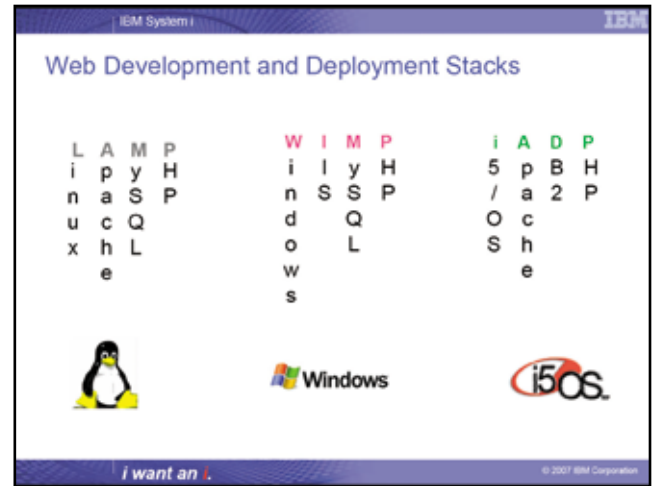 IBM System i
IBM
Web Development and Deployment Stacks
L A M P
i p y H
n a S P
u c Q
x h L
e
W I M P
i I y H
n S S P
d Q
o L
w
s
i A D P
5 p B H
/ a 2 P
O c
S h
e
Windows
i5OS
i want an i.
© 2007 IBM Corporation